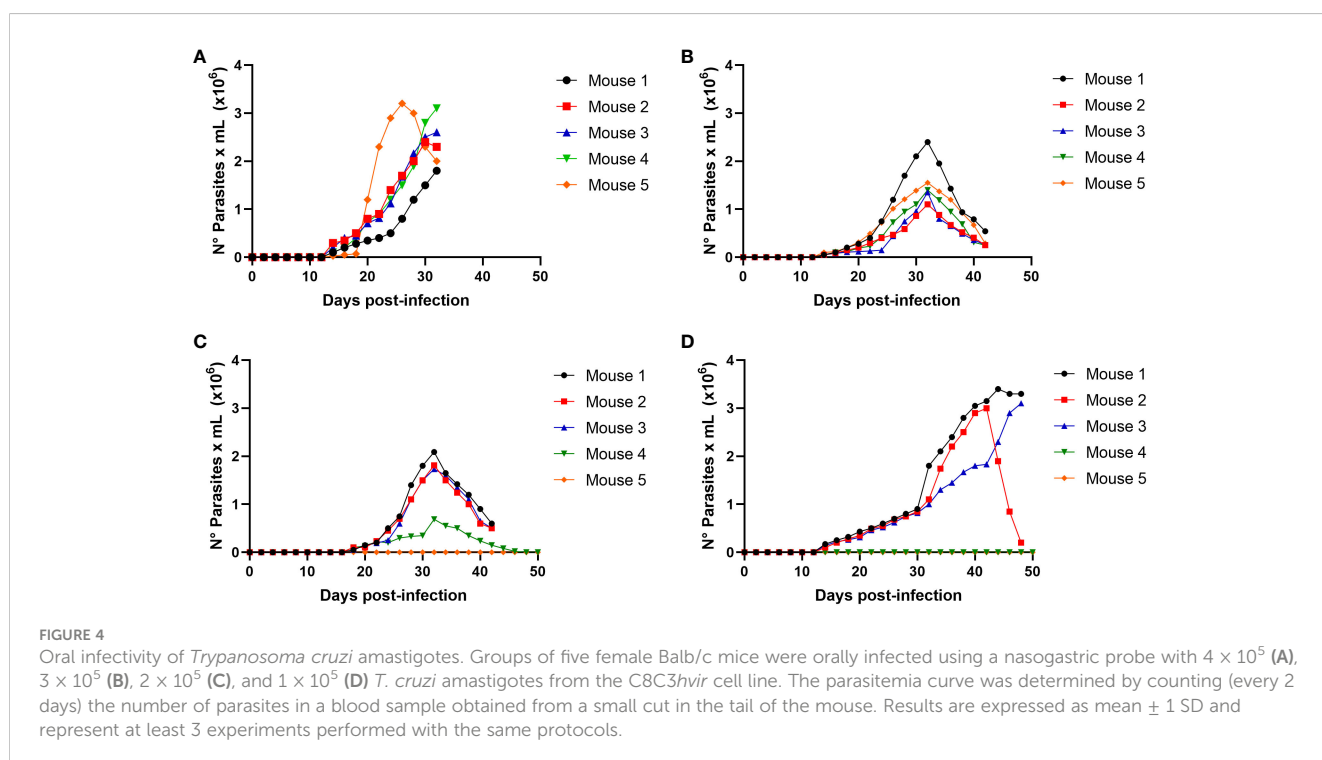 A
N° Parasites x mL (x10⁶)
4
3
2
1
0
0 10 20 30 40 50
Days post-infection
Mouse 1
Mouse 2
Mouse 3
Mouse 4
Mouse 5
B
N° Parasites x mL (x10⁶)
4
3
2
1
0
0 10 20 30 40 50
Days post-infection
Mouse 1
Mouse 2
Mouse 3
Mouse 4
Mouse 5
C
N° Parasites x mL (x10⁶)
4
3
2
1
0
0 10 20 30 40 50
Days post-infection
Mouse 1
Mouse 2
Mouse 3
Mouse 4
Mouse 5
D
N° Parasites x mL (x10⁶)
4
3
2
1
0
0 10 20 30 40 50
Days post-infection
Mouse 1
Mouse 2
Mouse 3
Mouse 4
Mouse 5
FIGURE 4
Oral infectivity of Trypanosoma cruzi amastigotes. Groups of five female Balb/c mice were orally infected using a nasogastric probe with 4 × 10⁵ (A),
3 × 10⁵ (B), 2 × 10⁵ (C), and 1 × 10⁵ (D) T. cruzi amastigotes from the C8C3hvir cell line. The parasitemia curve was determined by counting (every 2
days) the number of parasites in a blood sample obtained from a small cut in the tail of the mouse. Results are expressed as mean ± 1 SD and
represent at least 3 experiments performed with the same protocols.